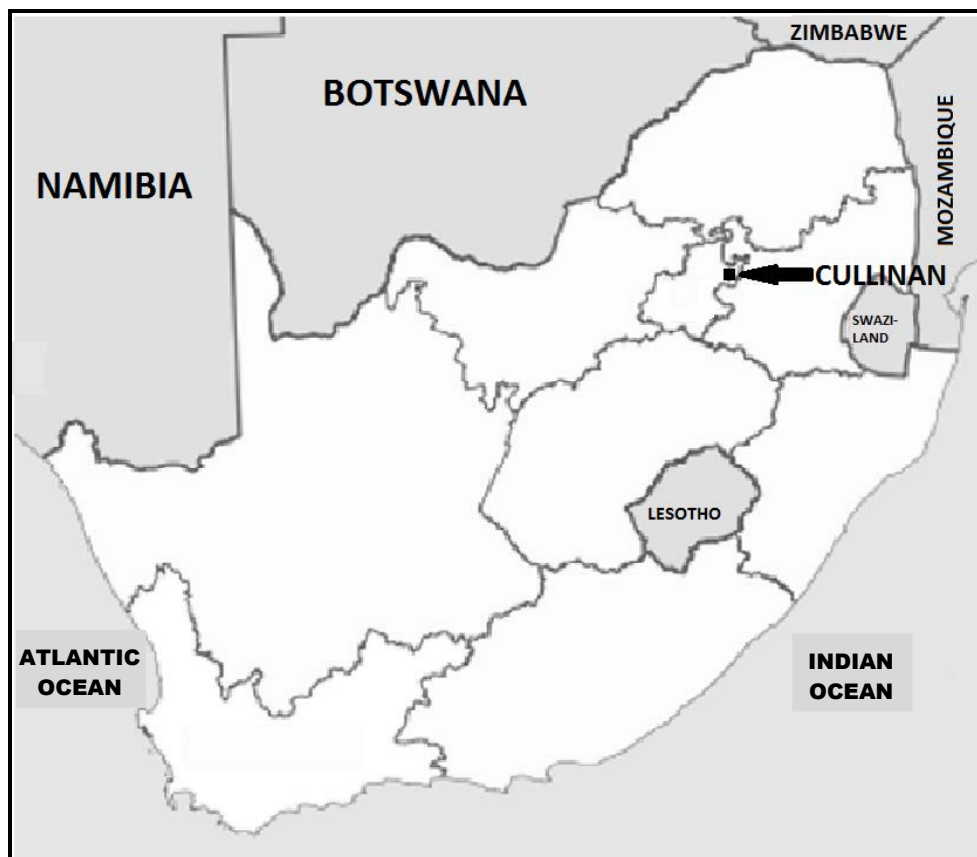 ZIMBABWE
BOTSWANA
MOZAMBIQUE
NAMIBIA
CULLINAN
SWAZI-
LAND
LESOTHO
ATLANTIC
OCEAN
INDIAN
OCEAN